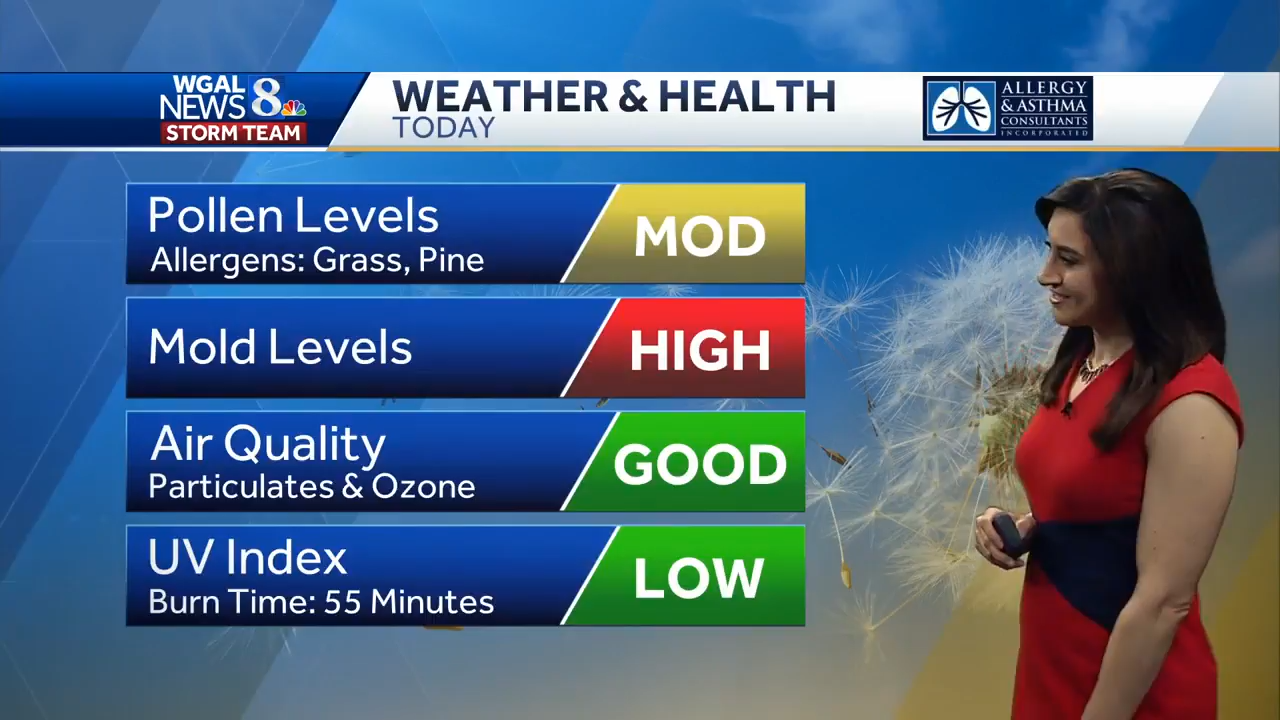 WGAL
NEWS 8
STORM TEAM
WEATHER & HEALTH
TODAY
ALLERGY
& ASTHMA
CONSULTANTS
INCORPORATED
Pollen Levels
Allergens: Grass, Pine
MOD
Mold Levels
HIGH
Air Quality
Particulates & Ozone
GOOD
UV Index
Burn Time: 55 Minutes
LOW